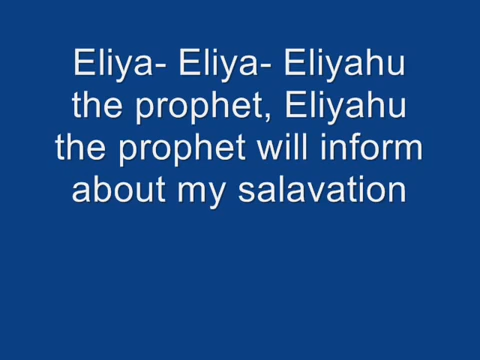 Eliya- Eliya- Eliyahu
the prophet, Eliyahu
the prophet will inform
about my salavation